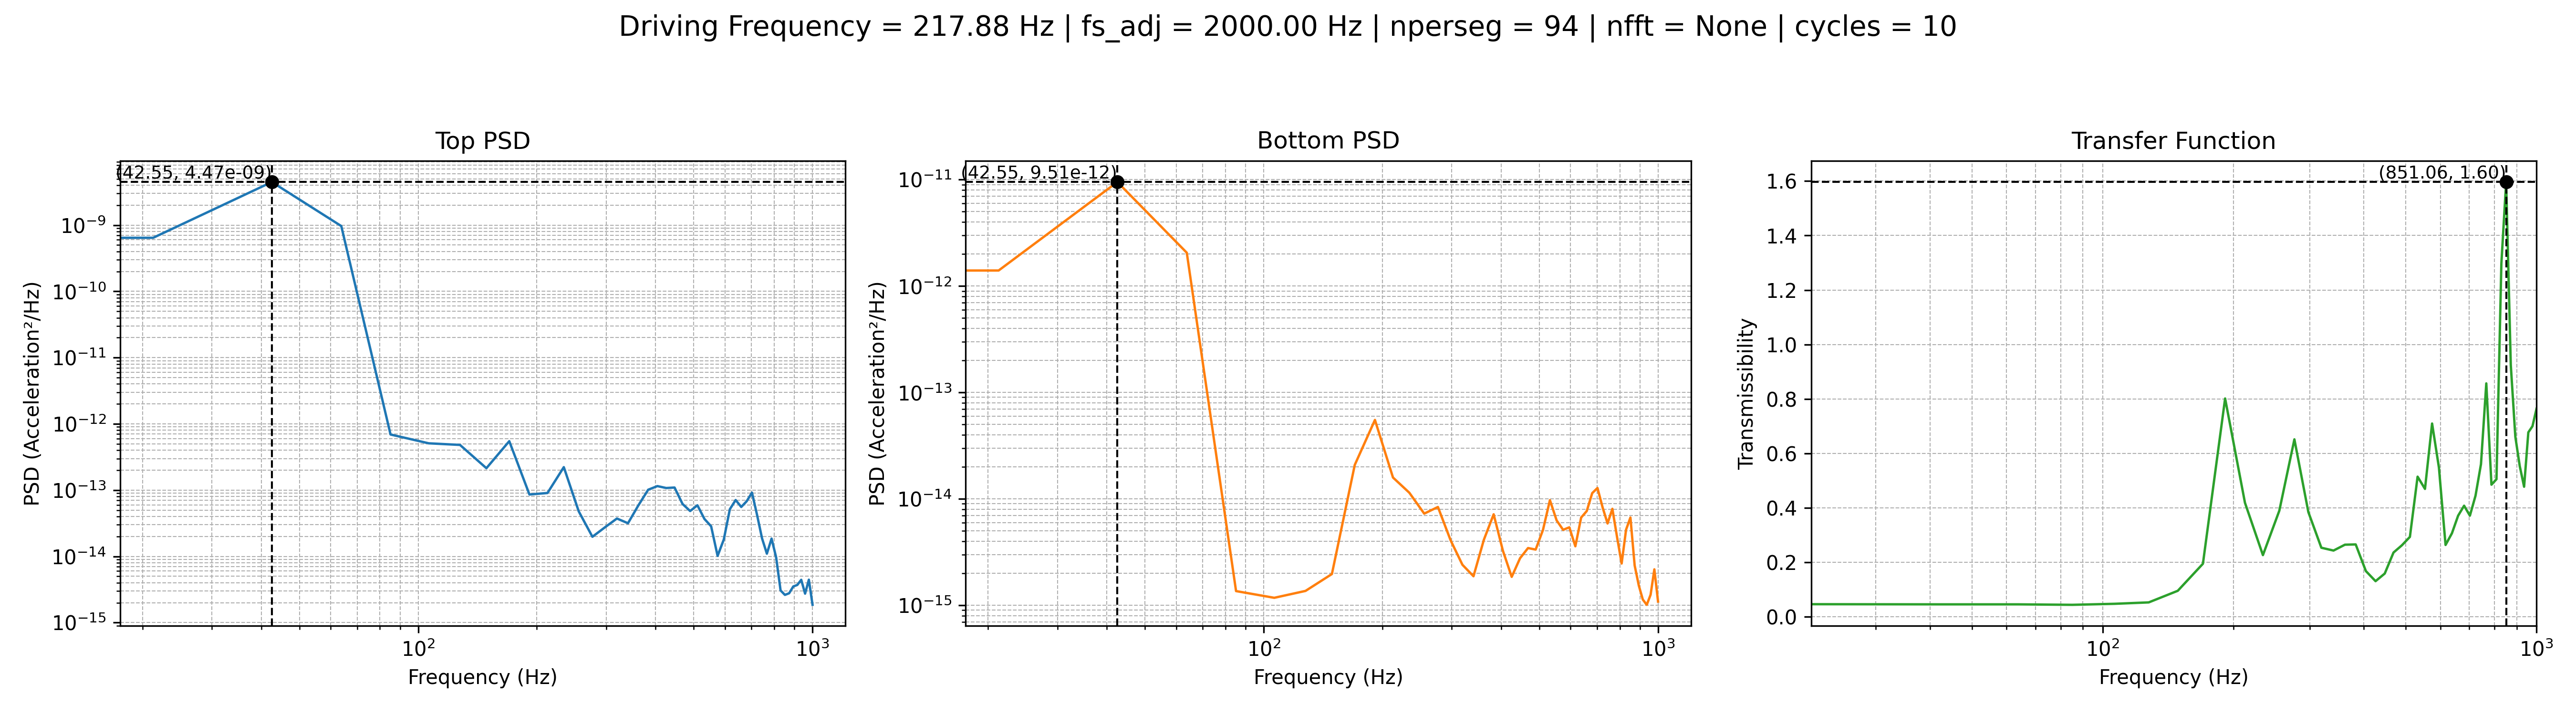 Driving Frequency = 217.88 Hz | fs_adj = 2000.00 Hz | nperseg = 94 | nfft = None | cycles = 10
Top PSD
(42.55, 4.47e-09)
PSD (Acceleration²/Hz)
10⁻⁹
10⁻¹⁰
10⁻¹¹
10⁻¹²
10⁻¹³
10⁻¹⁴
10⁻¹⁵
10²
10³
Frequency (Hz)
Bottom PSD
(42.55, 9.51e-12)
PSD (Acceleration²/Hz)
10⁻¹¹
10⁻¹²
10⁻¹³
10⁻¹⁴
10⁻¹⁵
10²
10³
Frequency (Hz)
Transfer Function
(851.06, 1.60)
Transmissibility
1.6
1.4
1.2
1.0
0.8
0.6
0.4
0.2
0.0
10²
10³
Frequency (Hz)